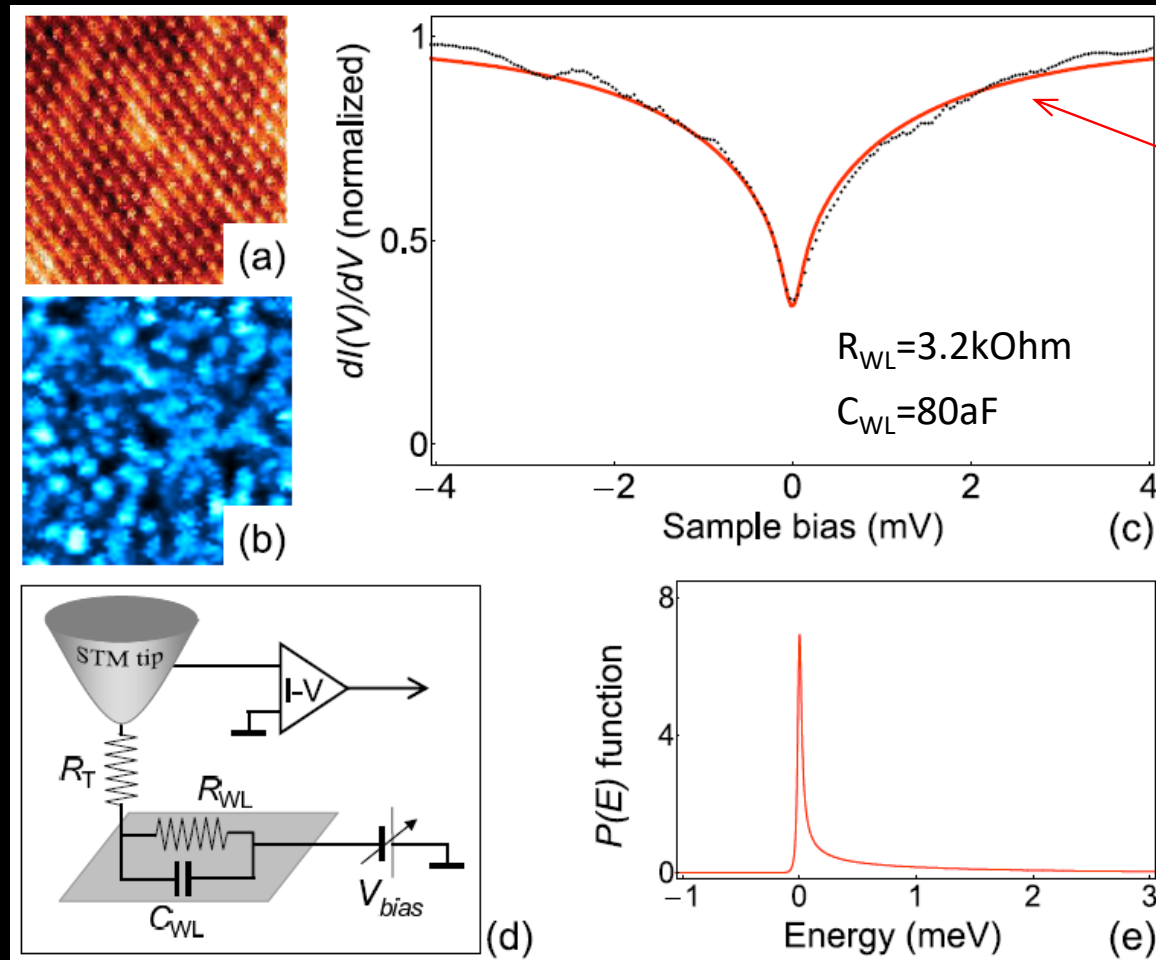 (a)
(b)
dI(V)/dV (normalized)
1
0.5
0
−4
−2
0
2
4
Sample bias (mV)
(c)
R_WL=3.2kOhm
C_WL=80aF
STM tip
I-V
R_T
R_WL
C_WL
V_bias
(d)
P(E) function
8
4
0
−1
0
1
2
3
Energy (meV)
(e)